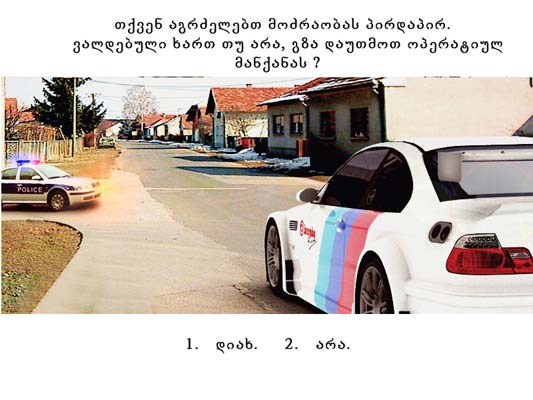 თქვენ აგრძელებთ მოძრაობას პირდაპირ.
ვალდებული ხართ თუ არა, გზა დაუთმოთ ოპერატიულ
მანქანას ?
POLICE
1. დიახ. 2. არა.